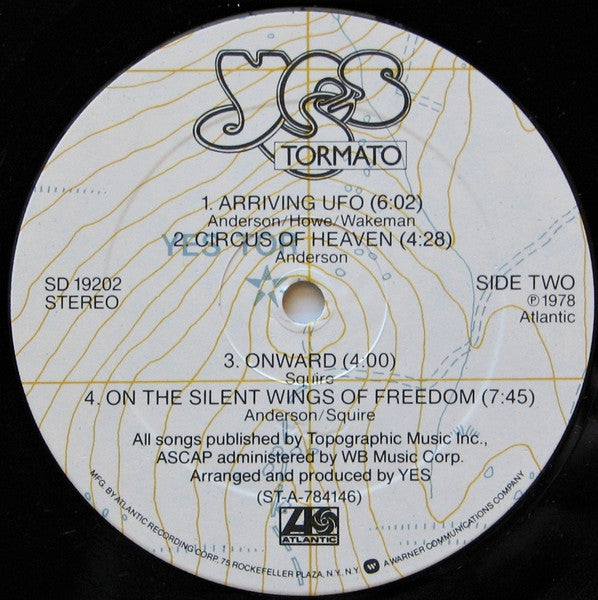 Yes
TORMATO
1. ARRIVING UFO (6:02)
Anderson/Howe/Wakeman
YES TOR
2. CIRCUS OF HEAVEN (4:28)
Anderson
SD 19202
STEREO
SIDE TWO
Ⓟ1978
Atlantic
3. ONWARD (4:00)
Squire
4. ON THE SILENT WINGS OF FREEDOM (7:45)
Anderson/Squire
All songs published by Topographic Music Inc.,
ASCAP administered by WB Music Corp.
Arranged and produced by YES
(ST-A-784146)
ATLANTIC
MFG. BY ATLANTIC RECORDING CORP., 75 ROCKEFELLER PLAZA, N.Y., N.Y.
A WARNER COMMUNICATIONS COMPANY